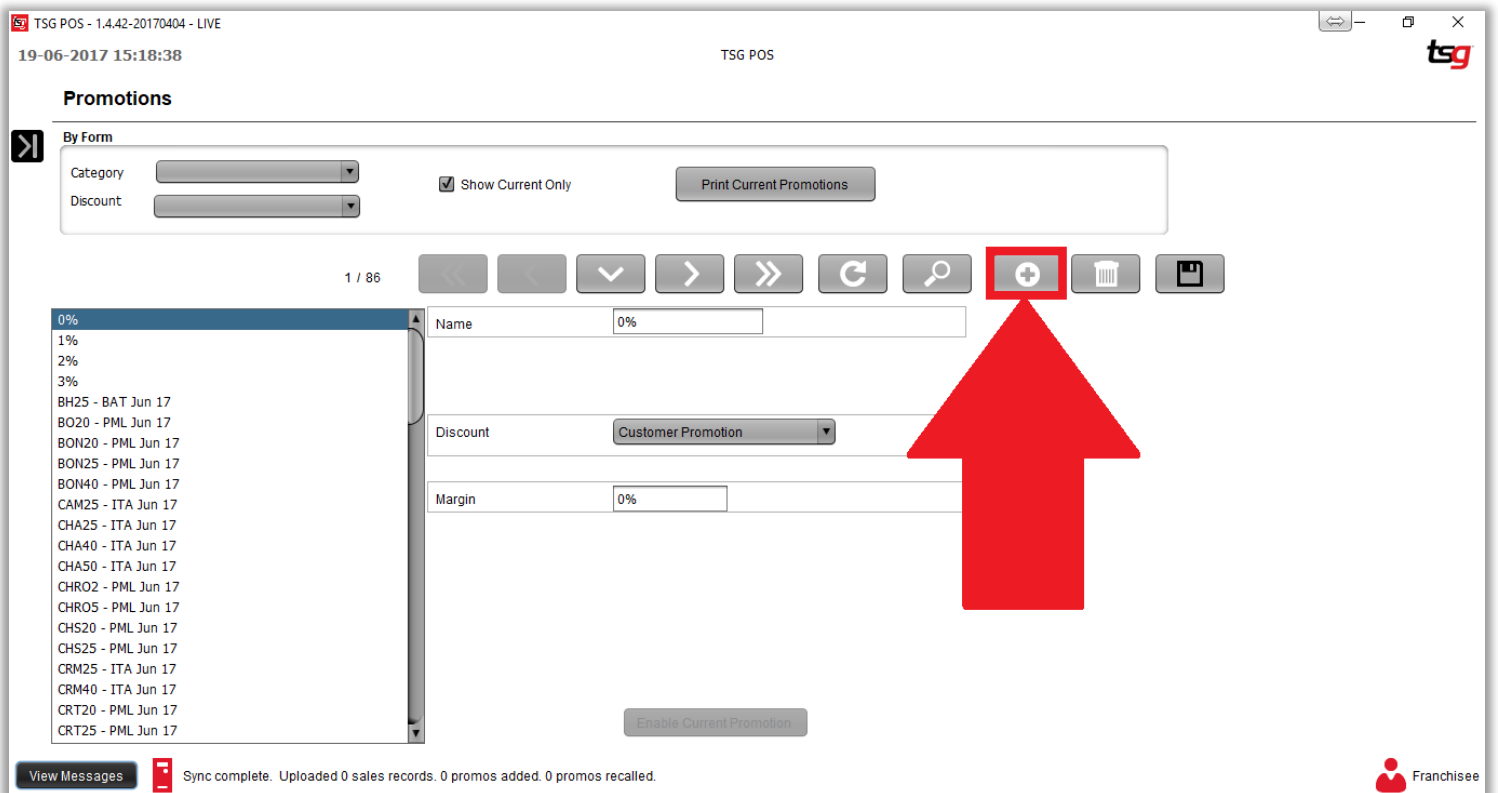 TSG POS - 1.4.42-20170404 - LIVE
19-06-2017 15:18:38
TSG POS
tsg
Promotions
By Form
Category
Show Current Only
Print Current Promotions
Discount
1 / 86
0%
1%
2%
3%
BH25 - BAT Jun 17
BO20 - PML Jun 17
BON20 - PML Jun 17
BON25 - PML Jun 17
BON40 - PML Jun 17
CAM25 - ITA Jun 17
CHA25 - ITA Jun 17
CHA40 - ITA Jun 17
CHA50 - ITA Jun 17
CHRO2 - PML Jun 17
CHRO5 - PML Jun 17
CHS20 - PML Jun 17
CHS25 - PML Jun 17
CRM25 - ITA Jun 17
CRM40 - ITA Jun 17
CRT20 - PML Jun 17
CRT25 - PML Jun 17
Name 0%
Discount Customer Promotion
Margin 0%
Enable Current Promotion
View Messages
Sync complete. Uploaded 0 sales records. 0 promos added. 0 promos recalled.
Franchisee